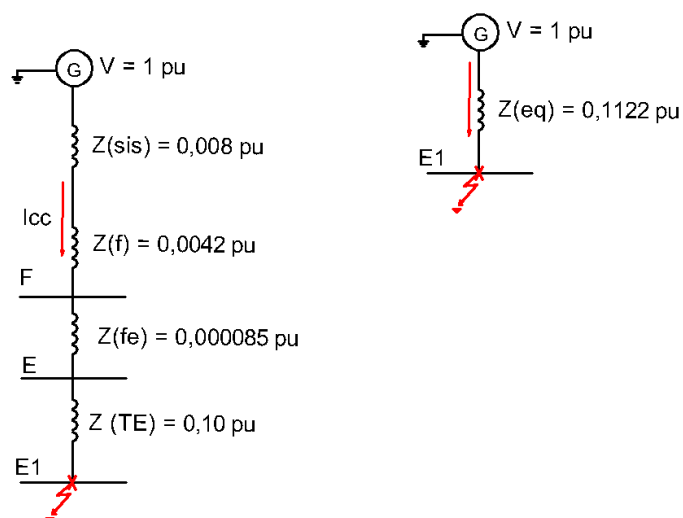 G
V = 1 pu
Z(sis) = 0,008 pu
Icc
Z(f) = 0,0042 pu
F
Z(fe) = 0,000085 pu
E
Z (TE) = 0,10 pu
E1
G
V = 1 pu
Z(eq) = 0,1122 pu
E1